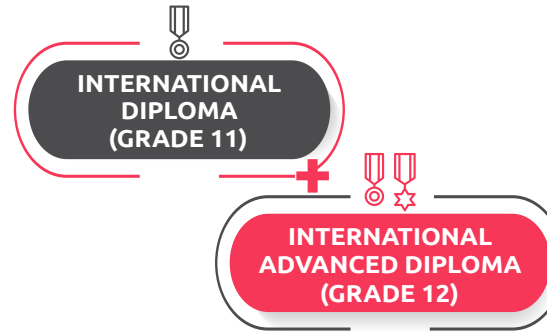 INTERNATIONAL
DIPLOMA
(GRADE 11)
INTERNATIONAL
ADVANCED DIPLOMA
(GRADE 12)